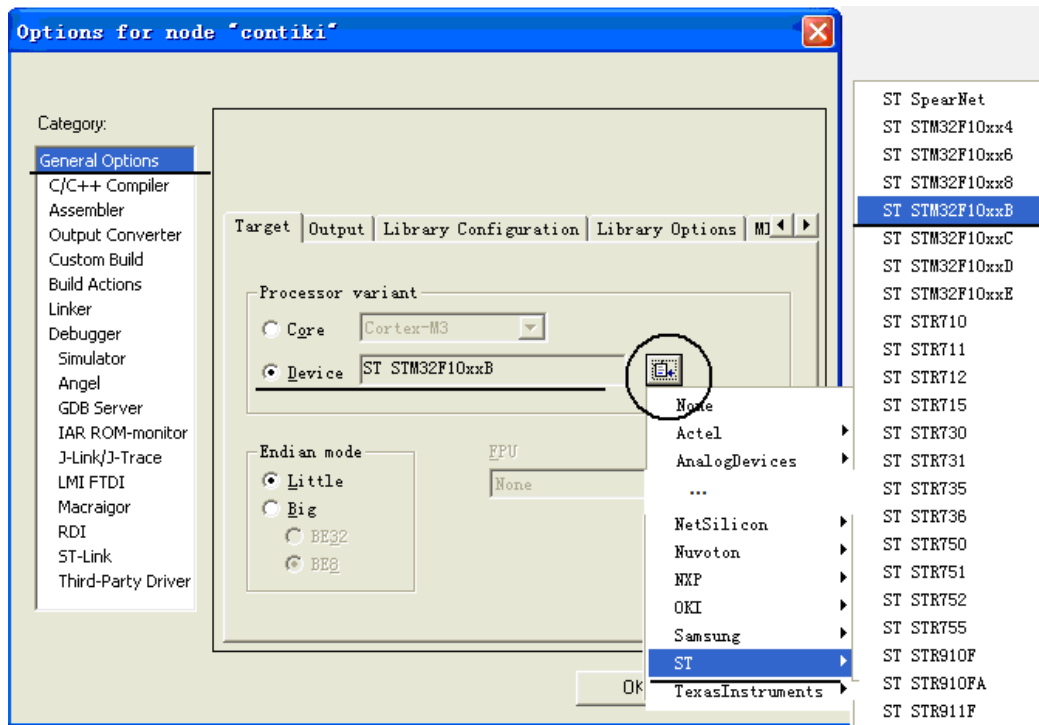 Options for node "contiki"
Category:
General Options
C/C++ Compiler
Assembler
Output Converter
Custom Build
Build Actions
Linker
Debugger
Simulator
Angel
GDB Server
IAR ROM-monitor
J-Link/J-Trace
LMI FTDI
Macraigor
RDI
ST-Link
Third-Party Driver
Target Output Library Configuration Library Options MI
Processor variant
Core Cortex-M3
Device ST STM32F10xxB
Endian mode
Little
Big
BE32
BE8
FPU
None
OK
None
Actel
AnalogDevices
...
NetSilicon
Nuvoton
NXP
OKI
Samsung
ST
TexasInstruments
ST SpearNet
ST STM32F10xx4
ST STM32F10xx6
ST STM32F10xx8
ST STM32F10xxB
ST STM32F10xxC
ST STM32F10xxD
ST STM32F10xxE
ST STR710
ST STR711
ST STR712
ST STR715
ST STR730
ST STR731
ST STR735
ST STR736
ST STR750
ST STR751
ST STR752
ST STR755
ST STR910F
ST STR910FA
ST STR911F